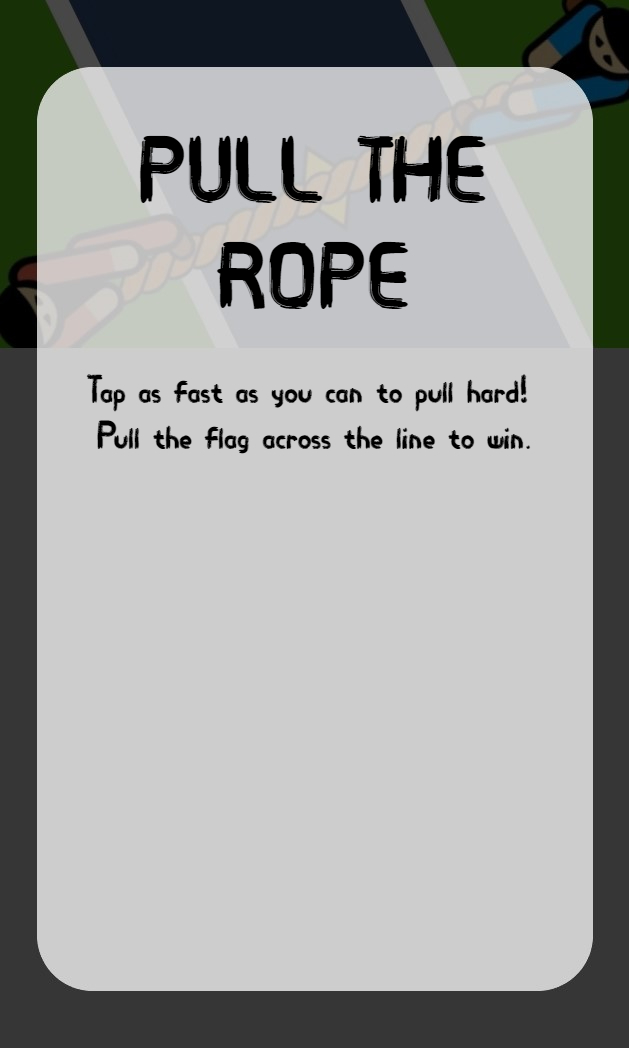 PULL THE
ROPE
Tap as fast as you can to pull hard!
Pull the flag across the line to win.